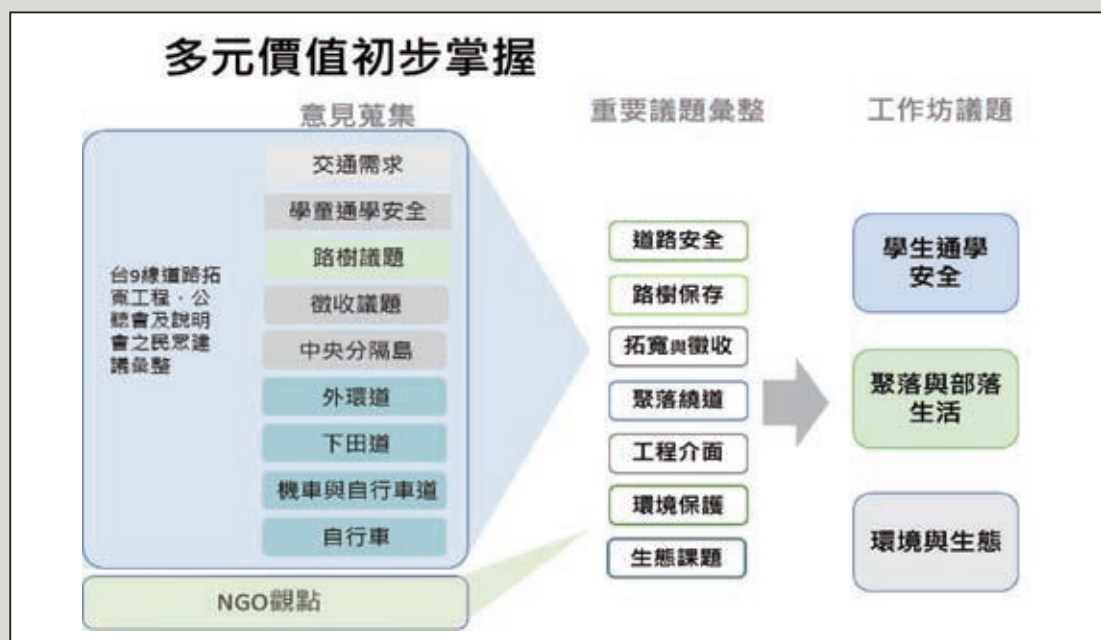 多元價值初步掌握
意見蒐集
台9線道路拓
寬工程，公
聽會及說明
會之民眾建
議彙整
交通需求
學童通學安全
路樹議題
徵收議題
中央分隔島
外環道
下田道
機車與自行車道
自行車
NGO觀點
重要議題彙整
道路安全
路樹保存
拓寬與徵收
聚落繞道
工程介面
環境保護
生態課題
工作坊議題
學生通學
安全
聚落與部落
生活
環境與生態